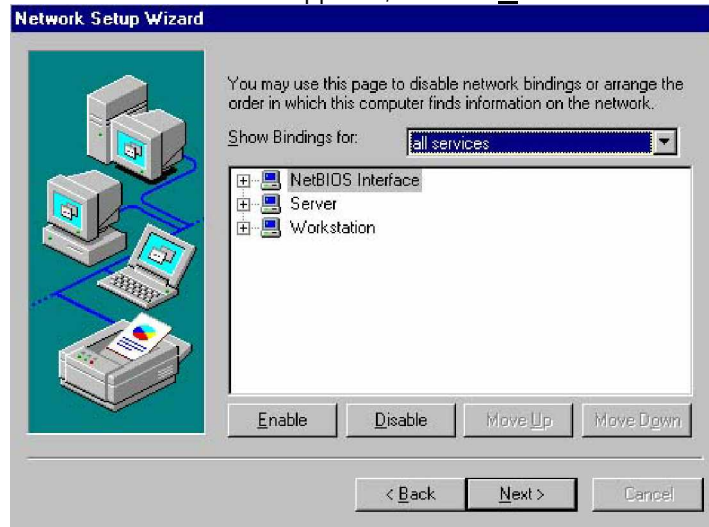 Network Setup Wizard
You may use this page to disable network bindings or arrange the
order in which this computer finds information on the network.
Show Bindings for: all services
NetBIOS Interface
Server
Workstation
Enable Disable Move Up Move Down
< Back Next > Cancel